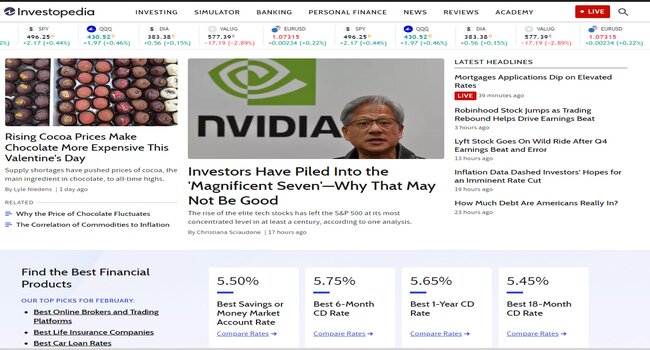 Investopedia
INVESTING SIMULATOR BANKING PERSONAL FINANCE NEWS REVIEWS ACADEMY
LIVE
SPY
496.25
+2.17 (+0.44%)
QQQ
430.52
+1.97 (+0.46%)
DIA
383.38
+0.56 (+0.15%)
VALUG
577.39
-17.19 (-2.89%)
EURUSD
1.07315
+0.00234 (+0.22%)
SPY
496.25
+2.17 (+0.44%)
QQQ
430.52
+1.97 (+0.46%)
DIA
383.38
+0.56 (+0.15%)
VALUG
577.39
-17.19 (-2.89%)
EURUSD
1.07315
+0.00234 (+0.22%)
Rising Cocoa Prices Make
Chocolate More Expensive This
Valentine's Day
Supply shortages have pushed prices of cocoa, the
main ingredient in chocolate, to all-time highs.
By Lyle Niedens | 1 day ago
RELATED
Why the Price of Chocolate Fluctuates
The Correlation of Commodities to Inflation
NVIDIA
Investors Have Piled Into the
'Magnificent Seven'—Why That May
Not Be Good
The rise of the elite tech stocks has left the S&P 500 at its most
concentrated level in at least a century, according to one analysis.
By Christiana Sciaudone | 17 hours ago
LATEST HEADLINES
Mortgages Applications Dip on Elevated
Rates
LIVE 39 minutes ago
Robinhood Stock Jumps as Trading
Rebound Helps Drive Earnings Beat
3 hours ago
Lyft Stock Goes On Wild Ride After Q4
Earnings Beat and Error
13 hours ago
Inflation Data Dashed Investors' Hopes for
an Imminent Rate Cut
19 hours ago
How Much Debt Are Americans Really In?
23 hours ago
Find the Best Financial
Products
OUR TOP PICKS FOR FEBRUARY:
Best Online Brokers and Trading
Platforms
Best Life Insurance Companies
Best Car Loan Rates
5.50%
Best Savings or
Money Market
Account Rate
Compare Rates →
5.75%
Best 6-Month
CD Rate
Compare Rates →
5.65%
Best 1-Year CD
Rate
Compare Rates →
5.45%
Best 18-Month
CD Rate
Compare Rates →